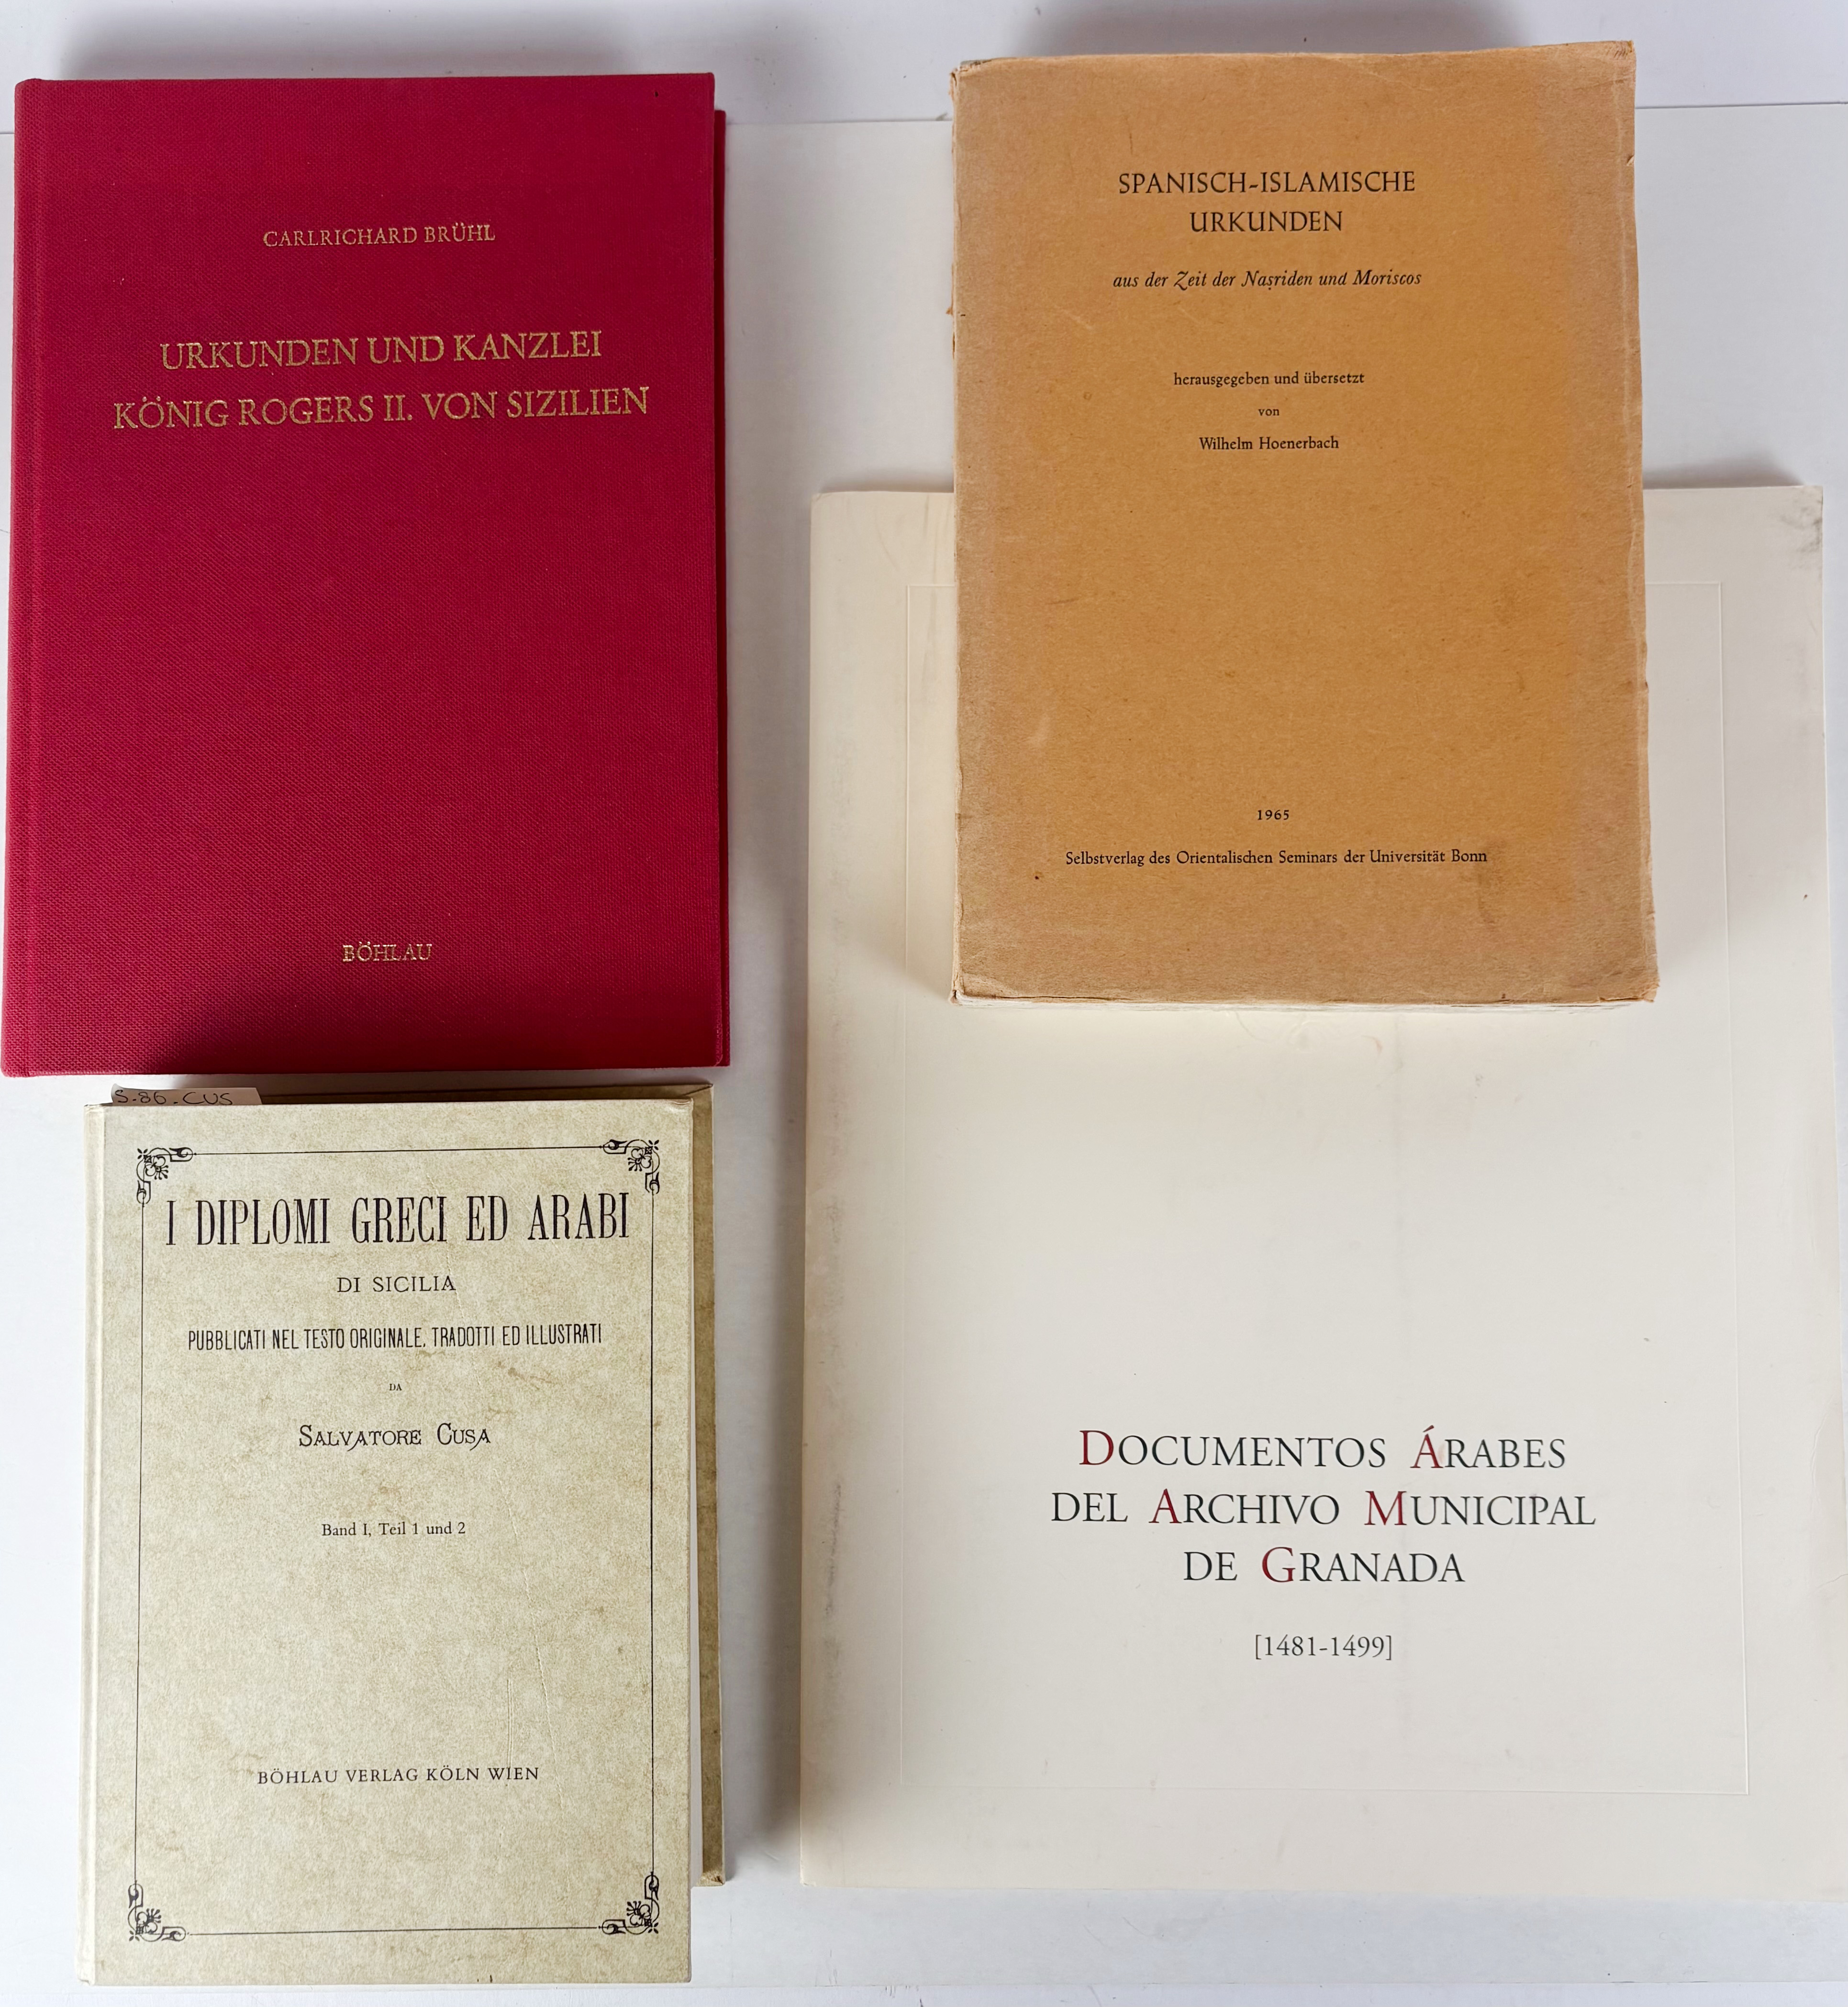 CARLRICHARD BRÜHL
URKUNDEN UND KANZLEI
KÖNIG ROGERS II. VON SIZILIEN
BÖHLAU
SPANISCH-ISLAMISCHE
URKUNDEN
aus der Zeit der Naṣriden und Moriscos
herausgegeben und übersetzt
von
Wilhelm Hoenerbach
1965
Selbstverlag des Orientalischen Seminars der Universität Bonn
S-86-CUS
I DIPLOMI GRECI ED ARABI
DI SICILIA
PUBBLICATI NEL TESTO ORIGINALE, TRADOTTI ED ILLUSTRATI
DA
SALVATORE CUSA
Band I, Teil 1 und 2
BÖHLAU VERLAG KÖLN WIEN
DOCUMENTOS ÁRABES
DEL ARCHIVO MUNICIPAL
DE GRANADA
[1481-1499]